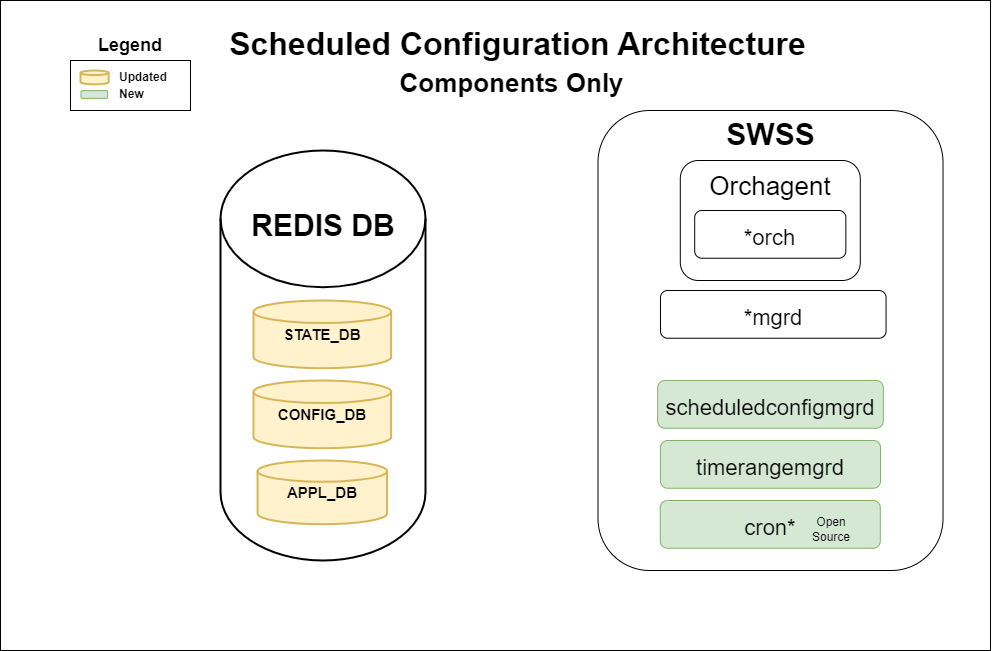 Legend
Updated
New
Scheduled Configuration Architecture
Components Only
REDIS DB
STATE_DB
CONFIG_DB
APPL_DB
SWSS
Orchagent
*orch
*mgrd
scheduledconfigmgrd
timerangemgrd
cron*
Open
Source